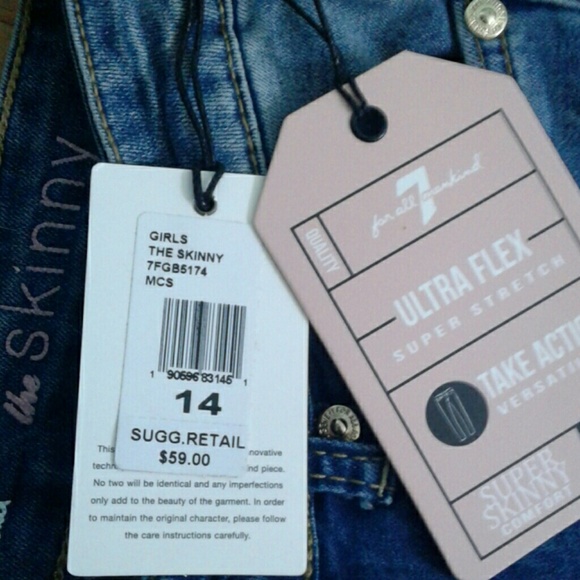 the Skinny
GIRLS
THE SKINNY
7FGB5174
MCS
1 90596 83145 1
14
SUGG.RETAIL
$59.00
This novative
techn nd piece.
No two will be identical and any imperfections
only add to the beauty of the garment. In order
to maintain the original character, please follow
the care instructions carefully.
7
for all mankind
QUALITY
ULTRA FLEX
SUPER STRETCH
TAKE ACTI
VERSATI
SUPER
SKINNY
COMFORT